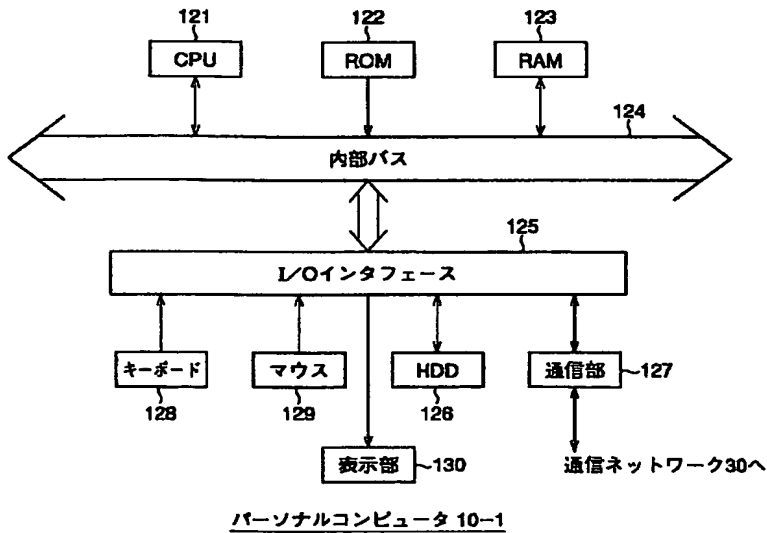 121 122 123
CPU ROM RAM
124
内部バス
125
I/Oインタフェース
キーボード マウス HDD 通信部 127
128 129 126
表示部 130 通信ネットワーク30へ
パーソナルコンピュータ 10-1